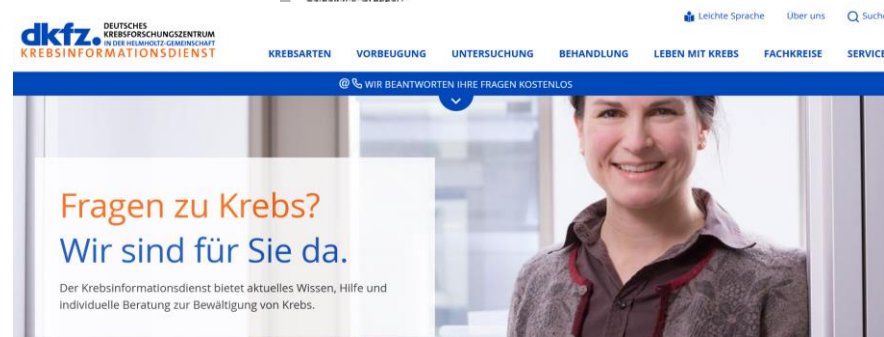 Leichte Sprache Über uns Suche
dkfz. DEUTSCHES
KREBSFORSCHUNGSZENTRUM
IN DER HELMHOLTZ-GEMEINSCHAFT
KREBSINFORMATIONSDIENST
KREBSARTEN VORBEUGUNG UNTERSUCHUNG BEHANDLUNG LEBEN MIT KREBS FACHKREISE SERVICE
@ WIR BEANTWORTEN IHRE FRAGEN KOSTENLOS
Fragen zu Krebs?
Wir sind für Sie da.
Der Krebsinformationsdienst bietet aktuelles Wissen, Hilfe und
individuelle Beratung zur Bewältigung von Krebs.